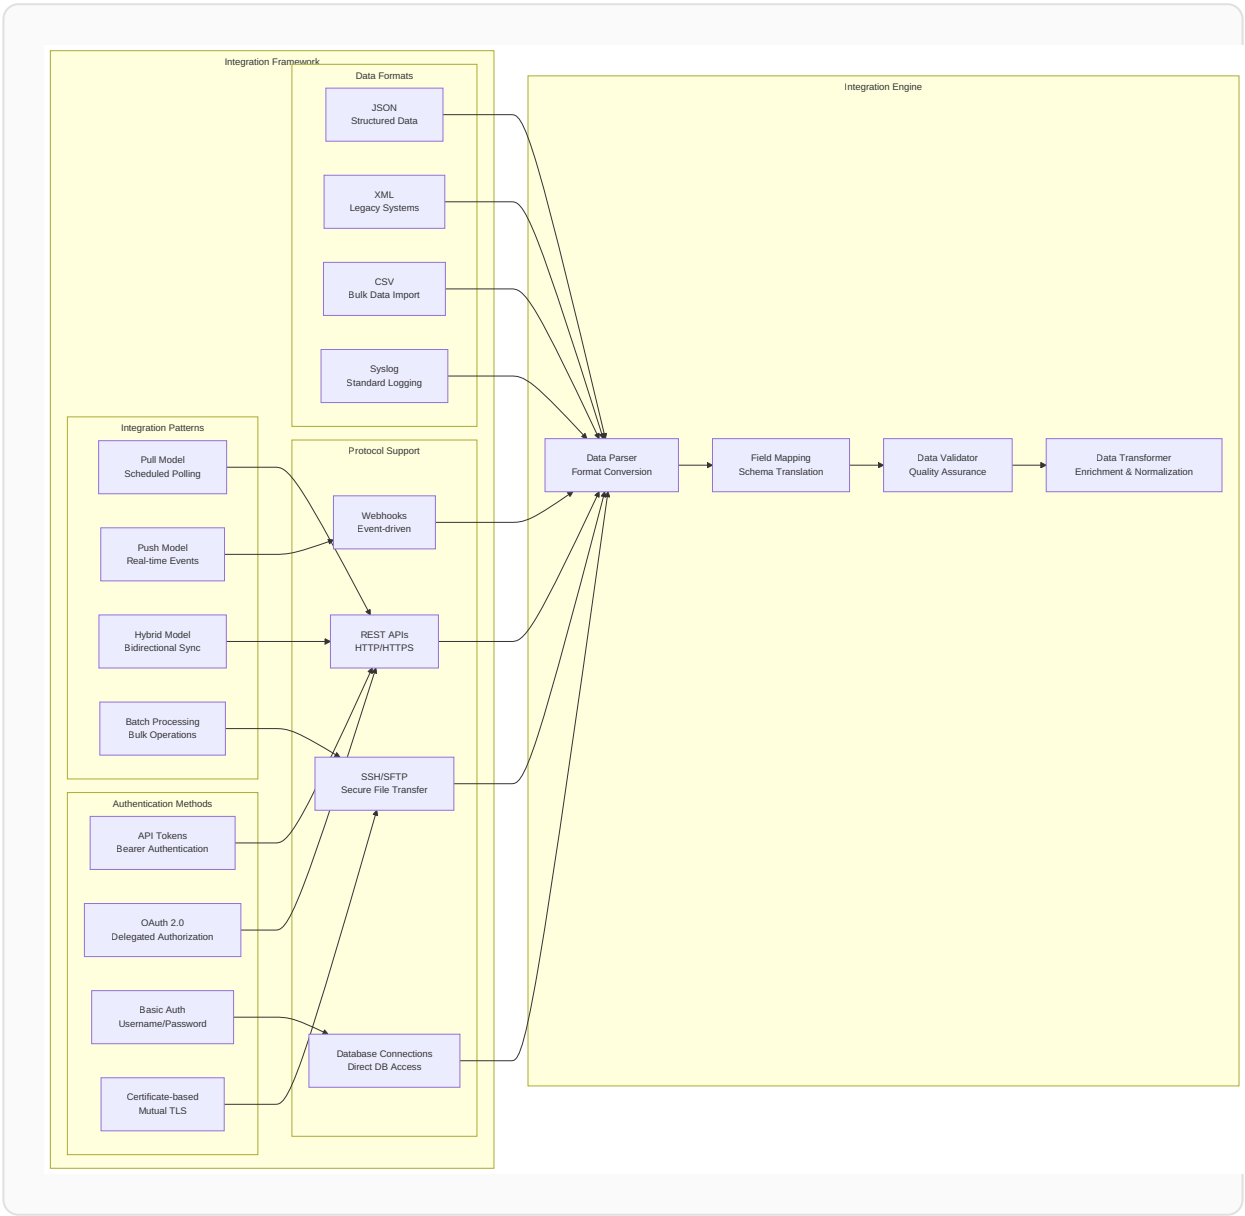 Integration Framework
Data Formats
JSON
Structured Data
XML
Legacy Systems
CSV
Bulk Data Import
Syslog
Standard Logging
Integration Patterns
Pull Model
Scheduled Polling
Push Model
Real-time Events
Hybrid Model
Bidirectional Sync
Batch Processing
Bulk Operations
Protocol Support
Webhooks
Event-driven
REST APIs
HTTP/HTTPS
SSH/SFTP
Secure File Transfer
Database Connections
Direct DB Access
Authentication Methods
API Tokens
Bearer Authentication
OAuth 2.0
Delegated Authorization
Basic Auth
Username/Password
Certificate-based
Mutual TLS
Integration Engine
Data Parser
Format Conversion
Field Mapping
Schema Translation
Data Validator
Quality Assurance
Data Transformer
Enrichment & Normalization